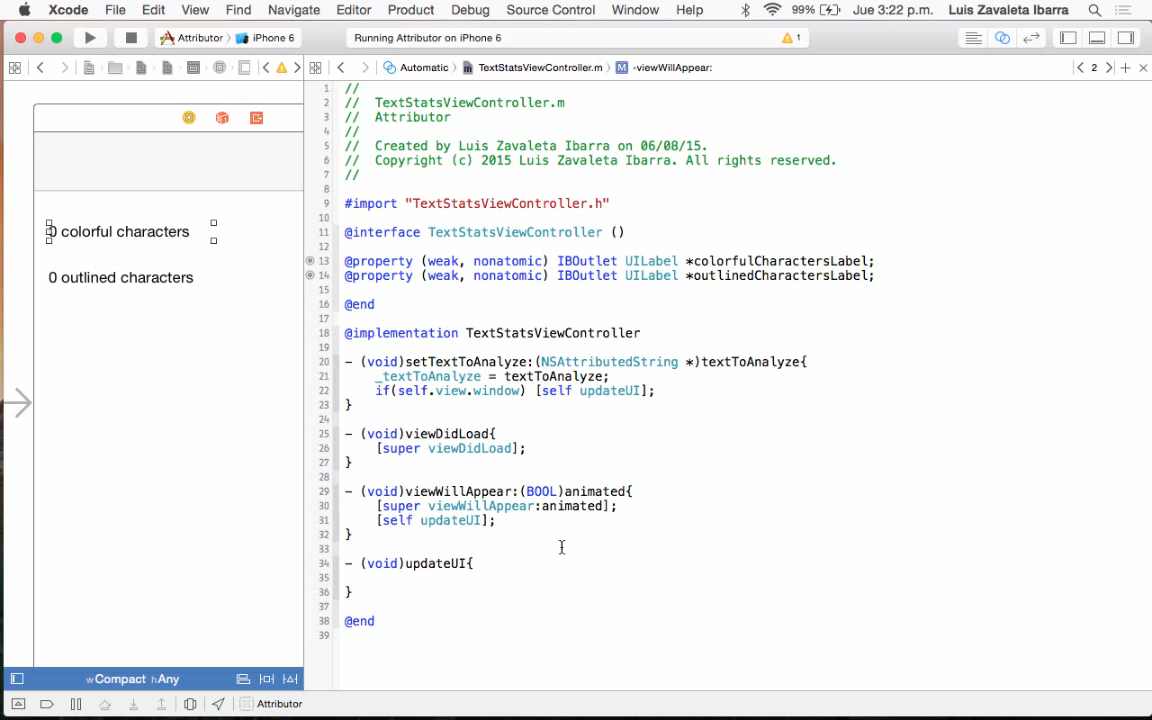 Xcode File Edit View Find Navigate Editor Product Debug Source Control Window Help 99% Jue 3:22 p.m. Luis Zavaleta Ibarra
Attributor iPhone 6 Running Attributor on iPhone 6 1
Automatic TextStatsViewController.m M -viewWillAppear: 2
0 colorful characters
0 outlined characters
wCompact hAny
1 //
2 //  TextStatsViewController.m
3 //  Attributor
4 //
5 //  Created by Luis Zavaleta Ibarra on 06/08/15.
6 //  Copyright (c) 2015 Luis Zavaleta Ibarra. All rights reserved.
7 //
8
9 #import "TextStatsViewController.h"
10
11 @interface TextStatsViewController ()
12
13 @property (weak, nonatomic) IBOutlet UILabel *colorfulCharactersLabel;
14 @property (weak, nonatomic) IBOutlet UILabel *outlinedCharactersLabel;
15
16 @end
17
18 @implementation TextStatsViewController
19
20 - (void)setTextToAnalyze:(NSAttributedString *)textToAnalyze{
21     _textToAnalyze = textToAnalyze;
22     if(self.view.window) [self updateUI];
23 }
24
25 - (void)viewDidLoad{
26     [super viewDidLoad];
27 }
28
29 - (void)viewWillAppear:(BOOL)animated{
30     [super viewWillAppear:animated];
31     [self updateUI];
32 }
33
34 - (void)updateUI{
35
36 }
37
38 @end
39
Attributor